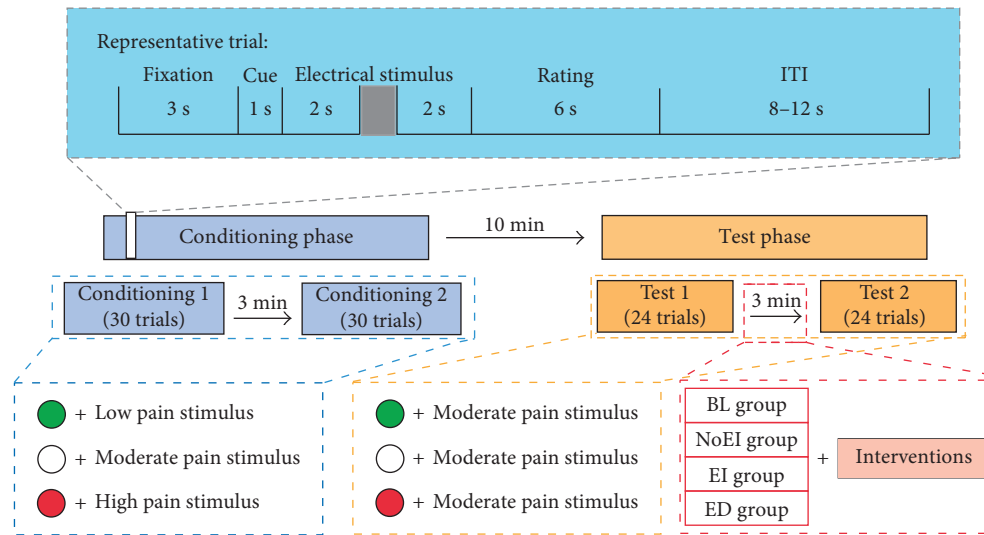 Representative trial:
Fixation Cue Electrical stimulus Rating ITI
3 s 1 s 2 s 2 s 6 s 8–12 s
Conditioning phase 10 min Test phase
Conditioning 1 (30 trials) 3 min Conditioning 2 (30 trials)
Test 1 (24 trials) 3 min Test 2 (24 trials)
+ Low pain stimulus
+ Moderate pain stimulus
+ High pain stimulus
+ Moderate pain stimulus
+ Moderate pain stimulus
+ Moderate pain stimulus
BL group
NoEI group
EI group
ED group
+ Interventions